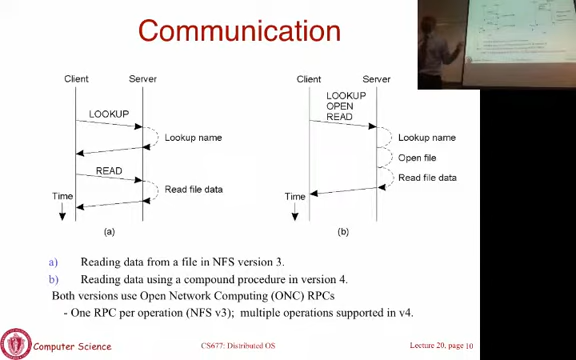 Communication
Client
Server
LOOKUP
Lookup name
READ
Read file data
Time
(a)
Client
Server
LOOKUP
OPEN
READ
Lookup name
Open file
Read file data
Time
(b)
a) Reading data from a file in NFS version 3.
b) Reading data using a compound procedure in version 4.
Both versions use Open Network Computing (ONC) RPCs
- One RPC per operation (NFS v3); multiple operations supported in v4.
Computer Science
CS677: Distributed OS
Lecture 20, page 10